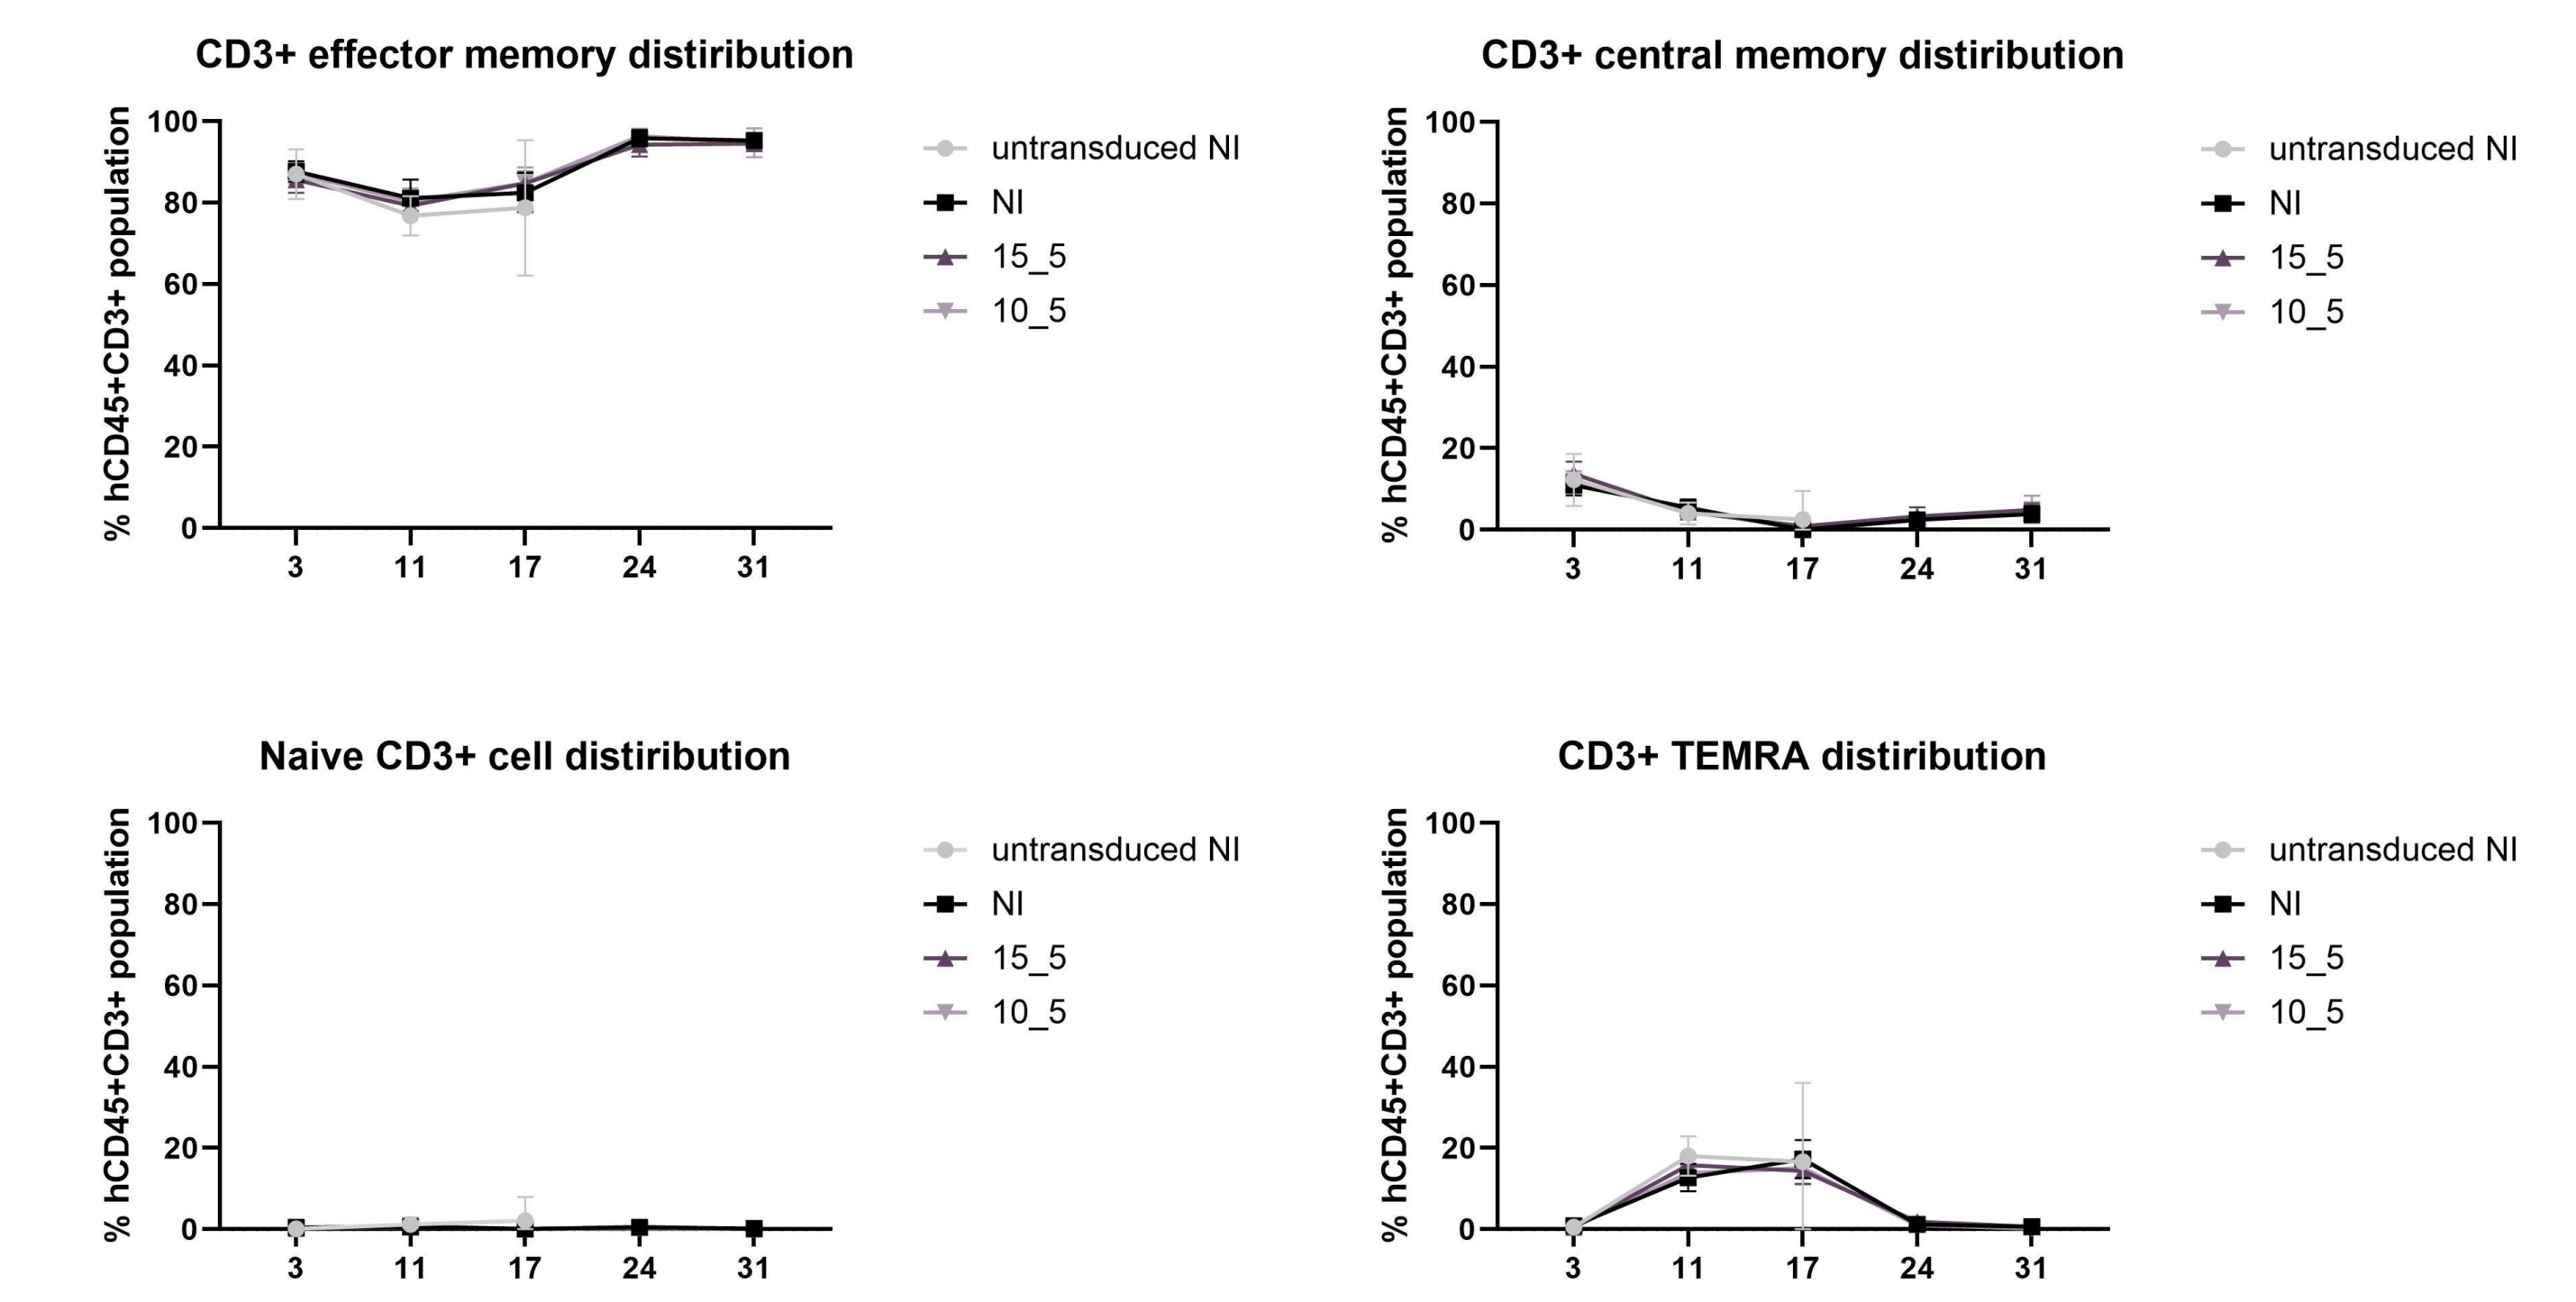 CD3+ effector memory distiribution
% hCD45+CD3+ population
100
80
60
40
20
0
3 11 17 24 31
untransduced NI
NI
15_5
10_5
CD3+ central memory distiribution
% hCD45+CD3+ population
100
80
60
40
20
0
3 11 17 24 31
untransduced NI
NI
15_5
10_5
Naive CD3+ cell distiribution
% hCD45+CD3+ population
100
80
60
40
20
0
3 11 17 24 31
untransduced NI
NI
15_5
10_5
CD3+ TEMRA distiribution
% hCD45+CD3+ population
100
80
60
40
20
0
3 11 17 24 31
untransduced NI
NI
15_5
10_5